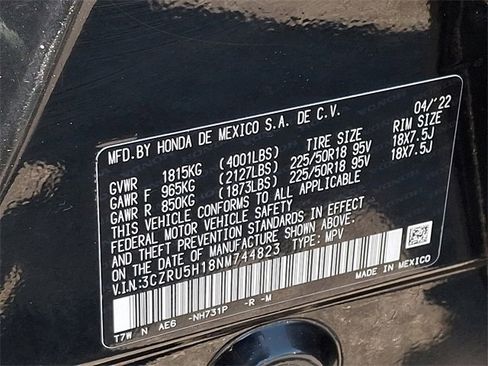 MFD.BY HONDA DE MEXICO S.A. DE C.V. 04/'22
TIRE SIZE RIM SIZE
GVWR 1815KG (4001LBS)
GAWR F 965KG (2127LBS) 225/50R18 95V 18X7.5J
GAWR R 850KG (1873LBS) 225/50R18 95V 18X7.5J
THIS VEHICLE CONFORMS TO ALL APPLICABLE
FEDERAL MOTOR VEHICLE SAFETY
AND THEFT PREVENTION STANDARDS IN EFFECT
ON THE DATE OF MANUFACTURE SHOWN ABOVE.
V.I.N:3CZRU5H18NM744823 TYPE: MPV
MADE IN MEXICO
T7W N AE6 -NH731P -R -M